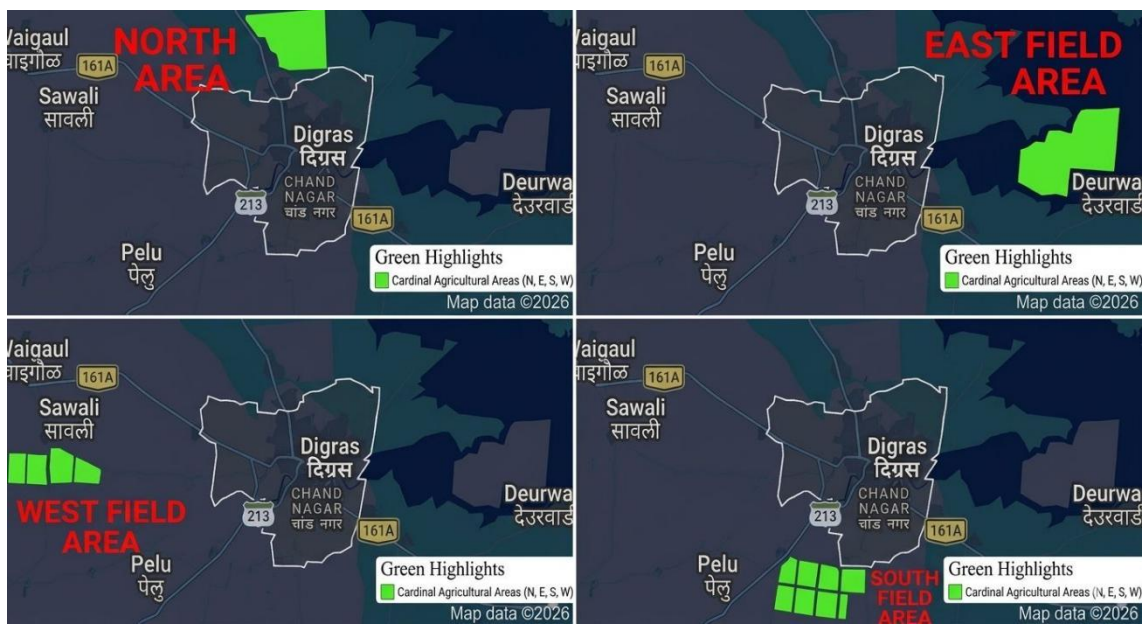 Vaigaul
वाइगौळ
161A
NORTH
AREA
Sawali
सावली
Digras
दिग्रस
CHAND
NAGAR
चांड नगर
213
161A
Deurwa
देउरवाडी
Pelu
पेलु
Green Highlights
Cardinal Agricultural Areas (N, E, S, W)
Map data ©2026
Vaigaul
वाइगौळ
161A
EAST FIELD
AREA
Sawali
सावली
Digras
दिग्रस
CHAND
NAGAR
चांड नगर
213
161A
Deurwa
देउरवाडी
Pelu
पेलु
Green Highlights
Cardinal Agricultural Areas (N, E, S, W)
Map data ©2026
Vaigaul
वाइगौळ
161A
Sawali
सावली
WEST FIELD
AREA
Digras
दिग्रस
CHAND
NAGAR
चांड नगर
213
161A
Deurwa
देउरवाडी
Pelu
पेलु
Green Highlights
Cardinal Agricultural Areas (N, E, S, W)
Map data ©2026
Vaigaul
वाइगौळ
161A
Sawali
सावली
Digras
दिग्रस
CHAND
NAGAR
चांड नगर
213
161A
Deurwa
देउरवाडी
Pelu
पेलु
SOUTH
FIELD
AREA
Green Highlights
Cardinal Agricultural Areas (N, E, S, W)
Map data ©2026